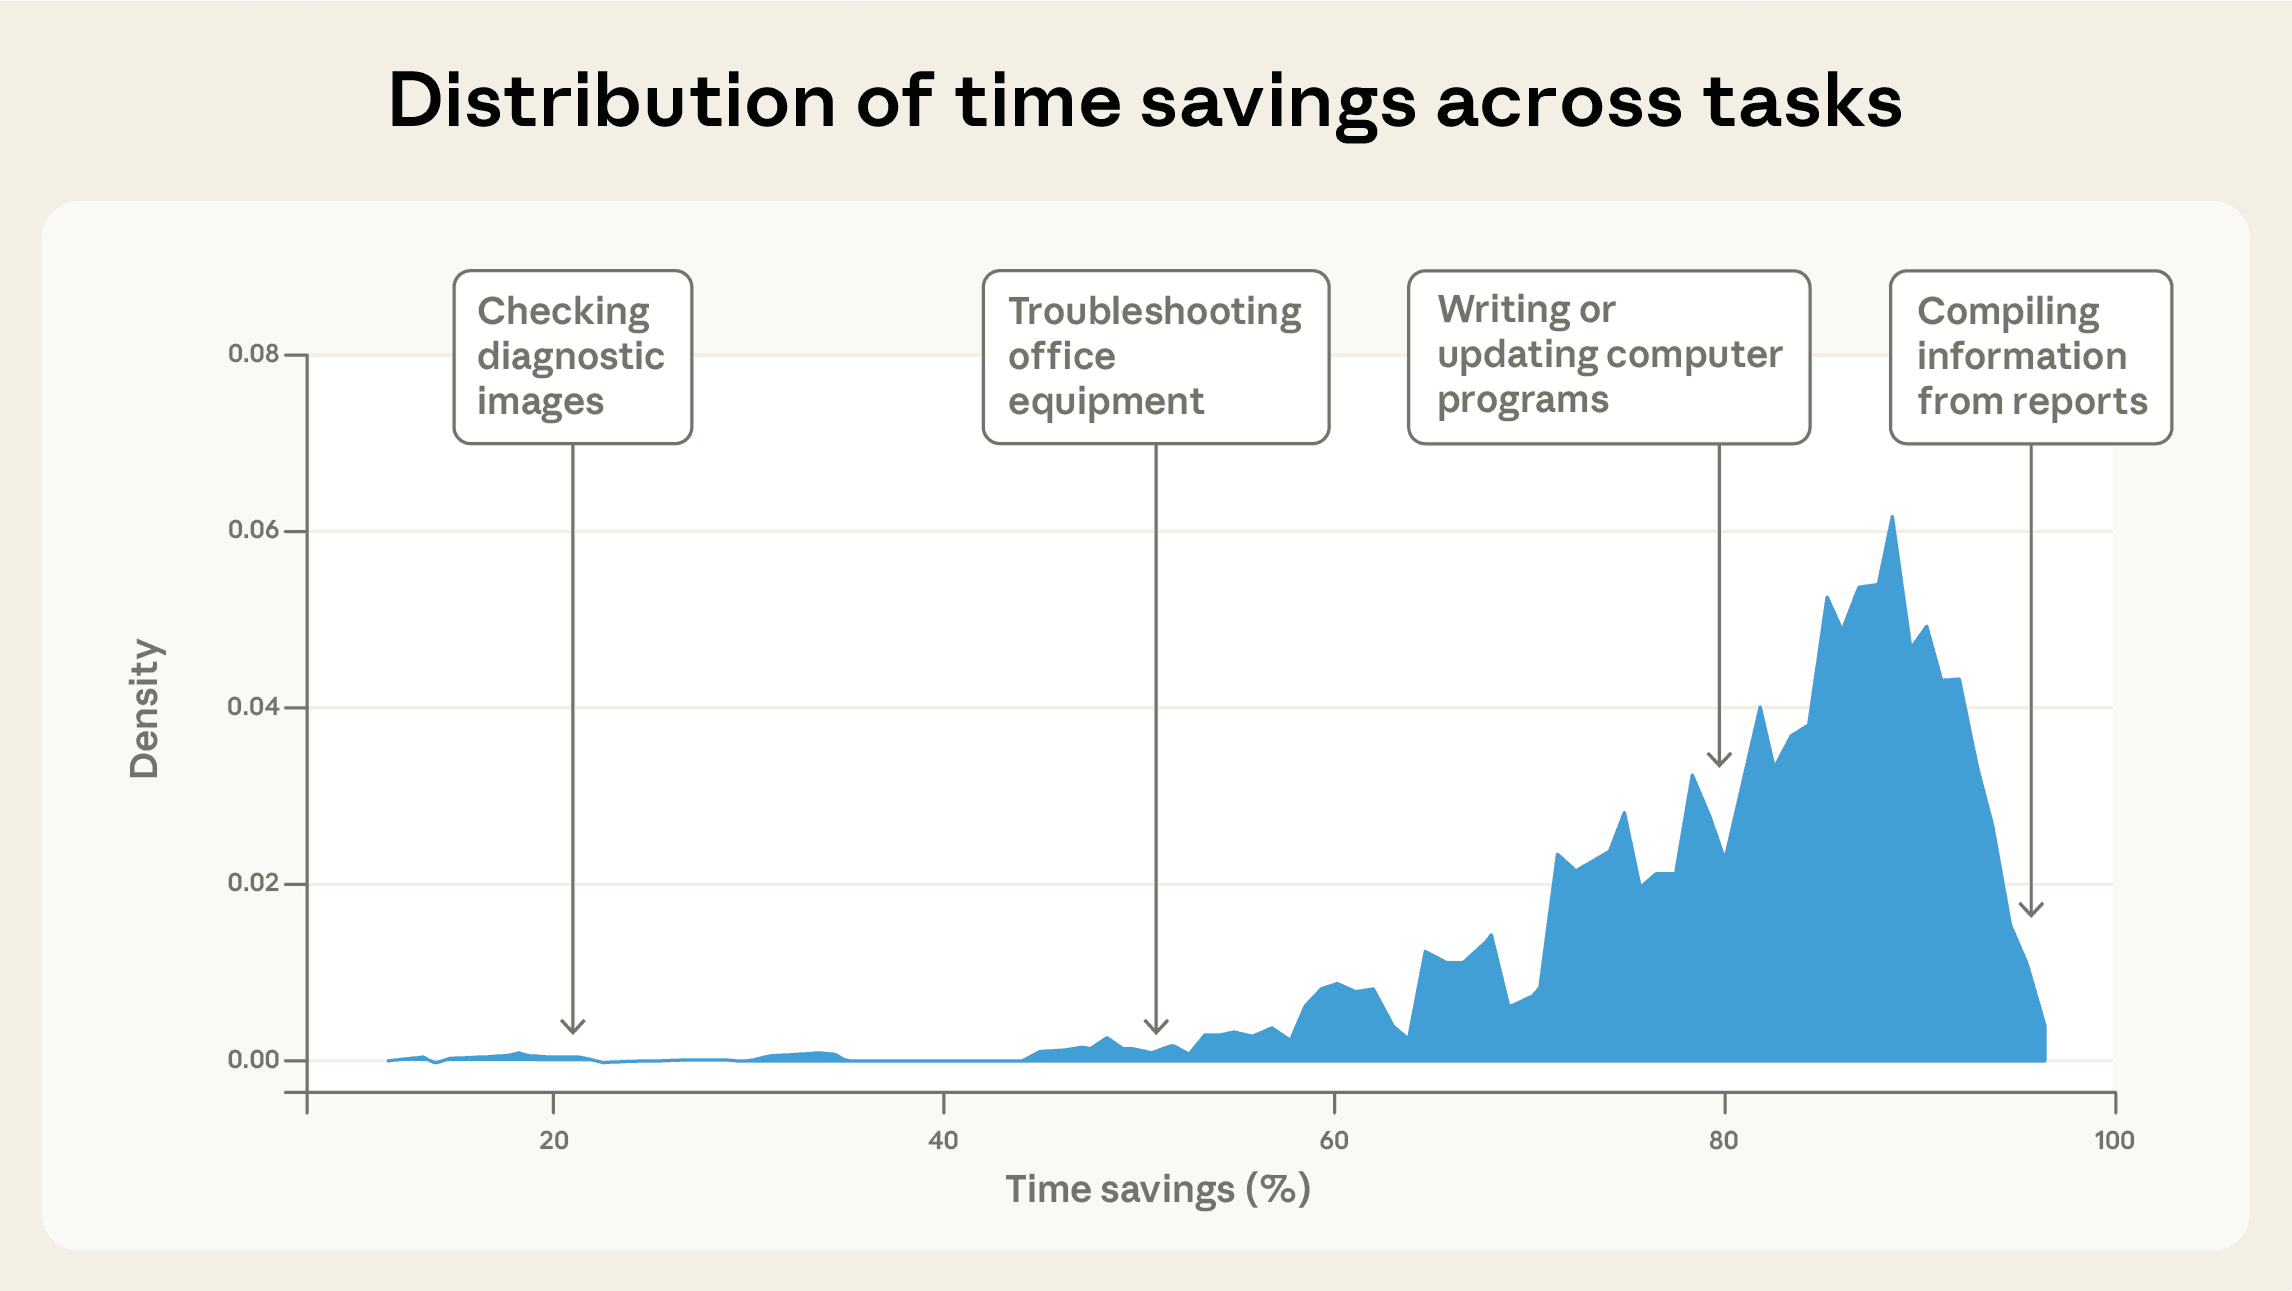 Distribution of time savings across tasks
Checking
diagnostic
images
Troubleshooting
office
equipment
Writing or
updating computer
programs
Compiling
information
from reports
0.08
0.06
0.04
0.02
0.00
Density
20
40
60
80
100
Time savings (%)